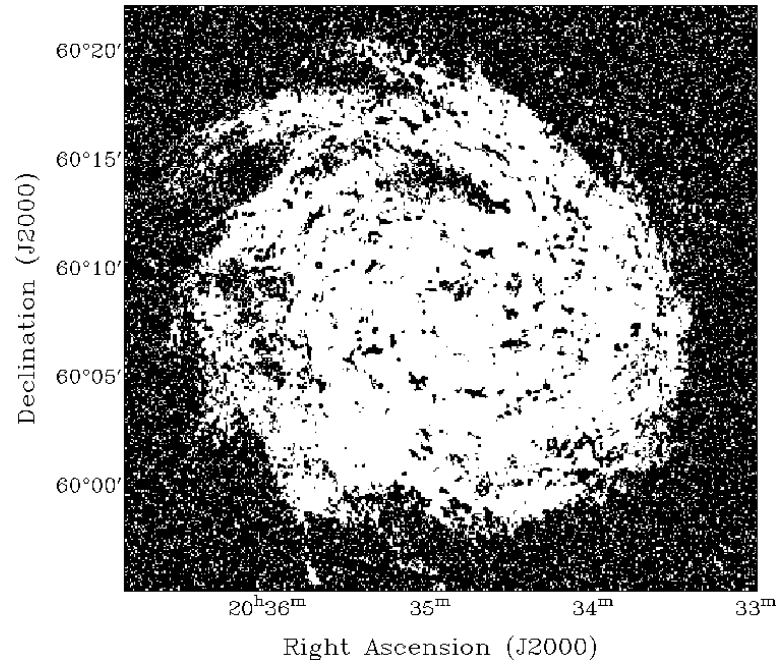 60°20′
60°15′
60°10′
60°05′
60°00′
Declination (J2000)
20ʰ36ᵐ 35ᵐ 34ᵐ 33ᵐ
Right Ascension (J2000)